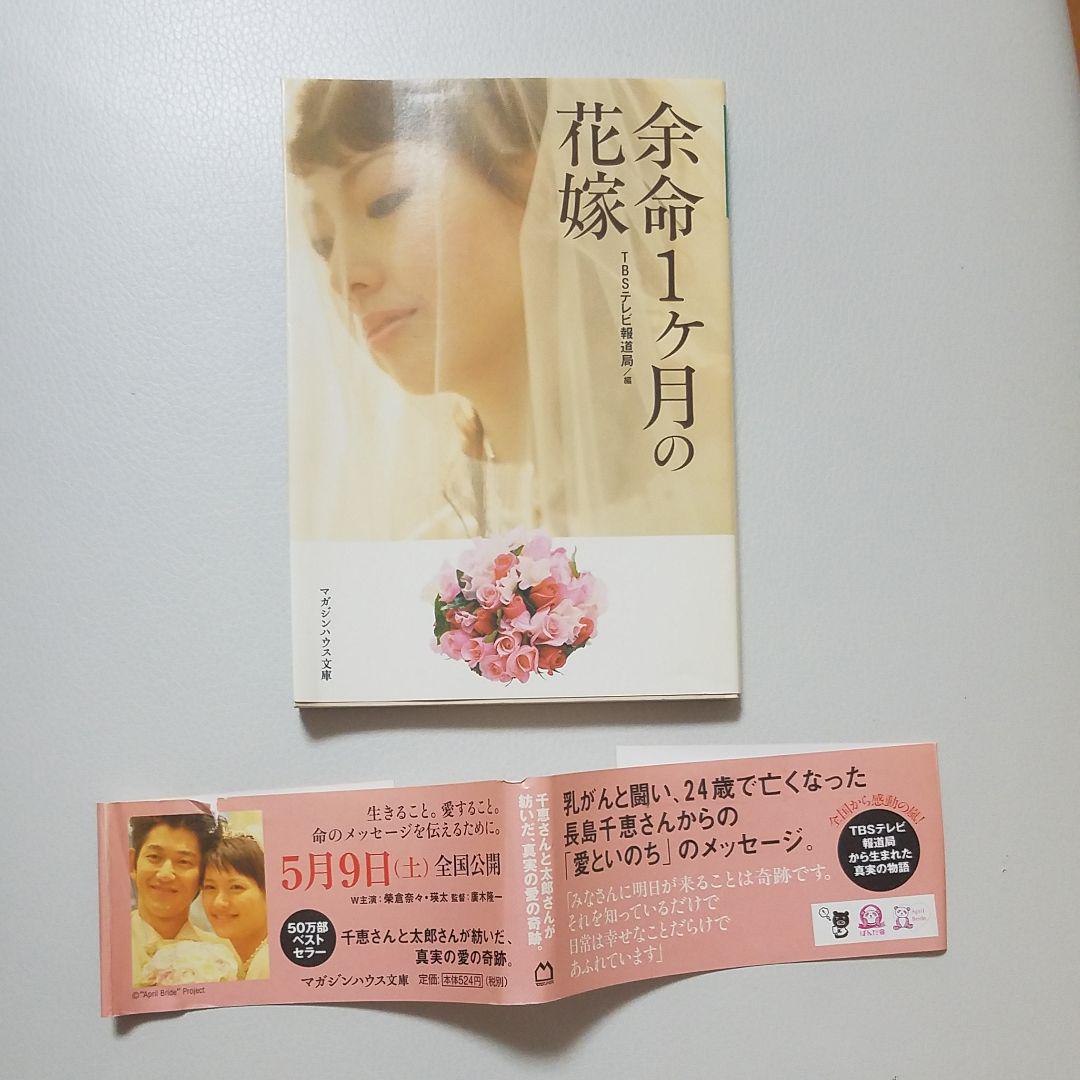 余命1ヶ月の
花嫁
TBSテレビ報道局/編
マガジンハウス文庫
生きること。愛すること。
命のメッセージを伝えるために。
5月9日(土)全国公開
W主演:榮倉奈々・瑛太 監督:廣木隆一
50万部
ベスト
セラー
千恵さんと太郎さんが紡いだ、
真実の愛の奇跡。
マガジンハウス文庫 定価:本体524円(税別)
©"April Bride" Project
千恵さんと太郎さんが
紡いだ、真実の愛の奇跡。
乳がんと闘い、24歳で亡くなった
長島千恵さんからの
「愛といのち」のメッセージ。
「みなさんに明日が来ることは奇跡です。
それを知っているだけで
日常は幸せなことだらけで
あふれています」
全国から感動の嵐!
TBSテレビ
報道局
から生まれた
真実の物語
April
Bride